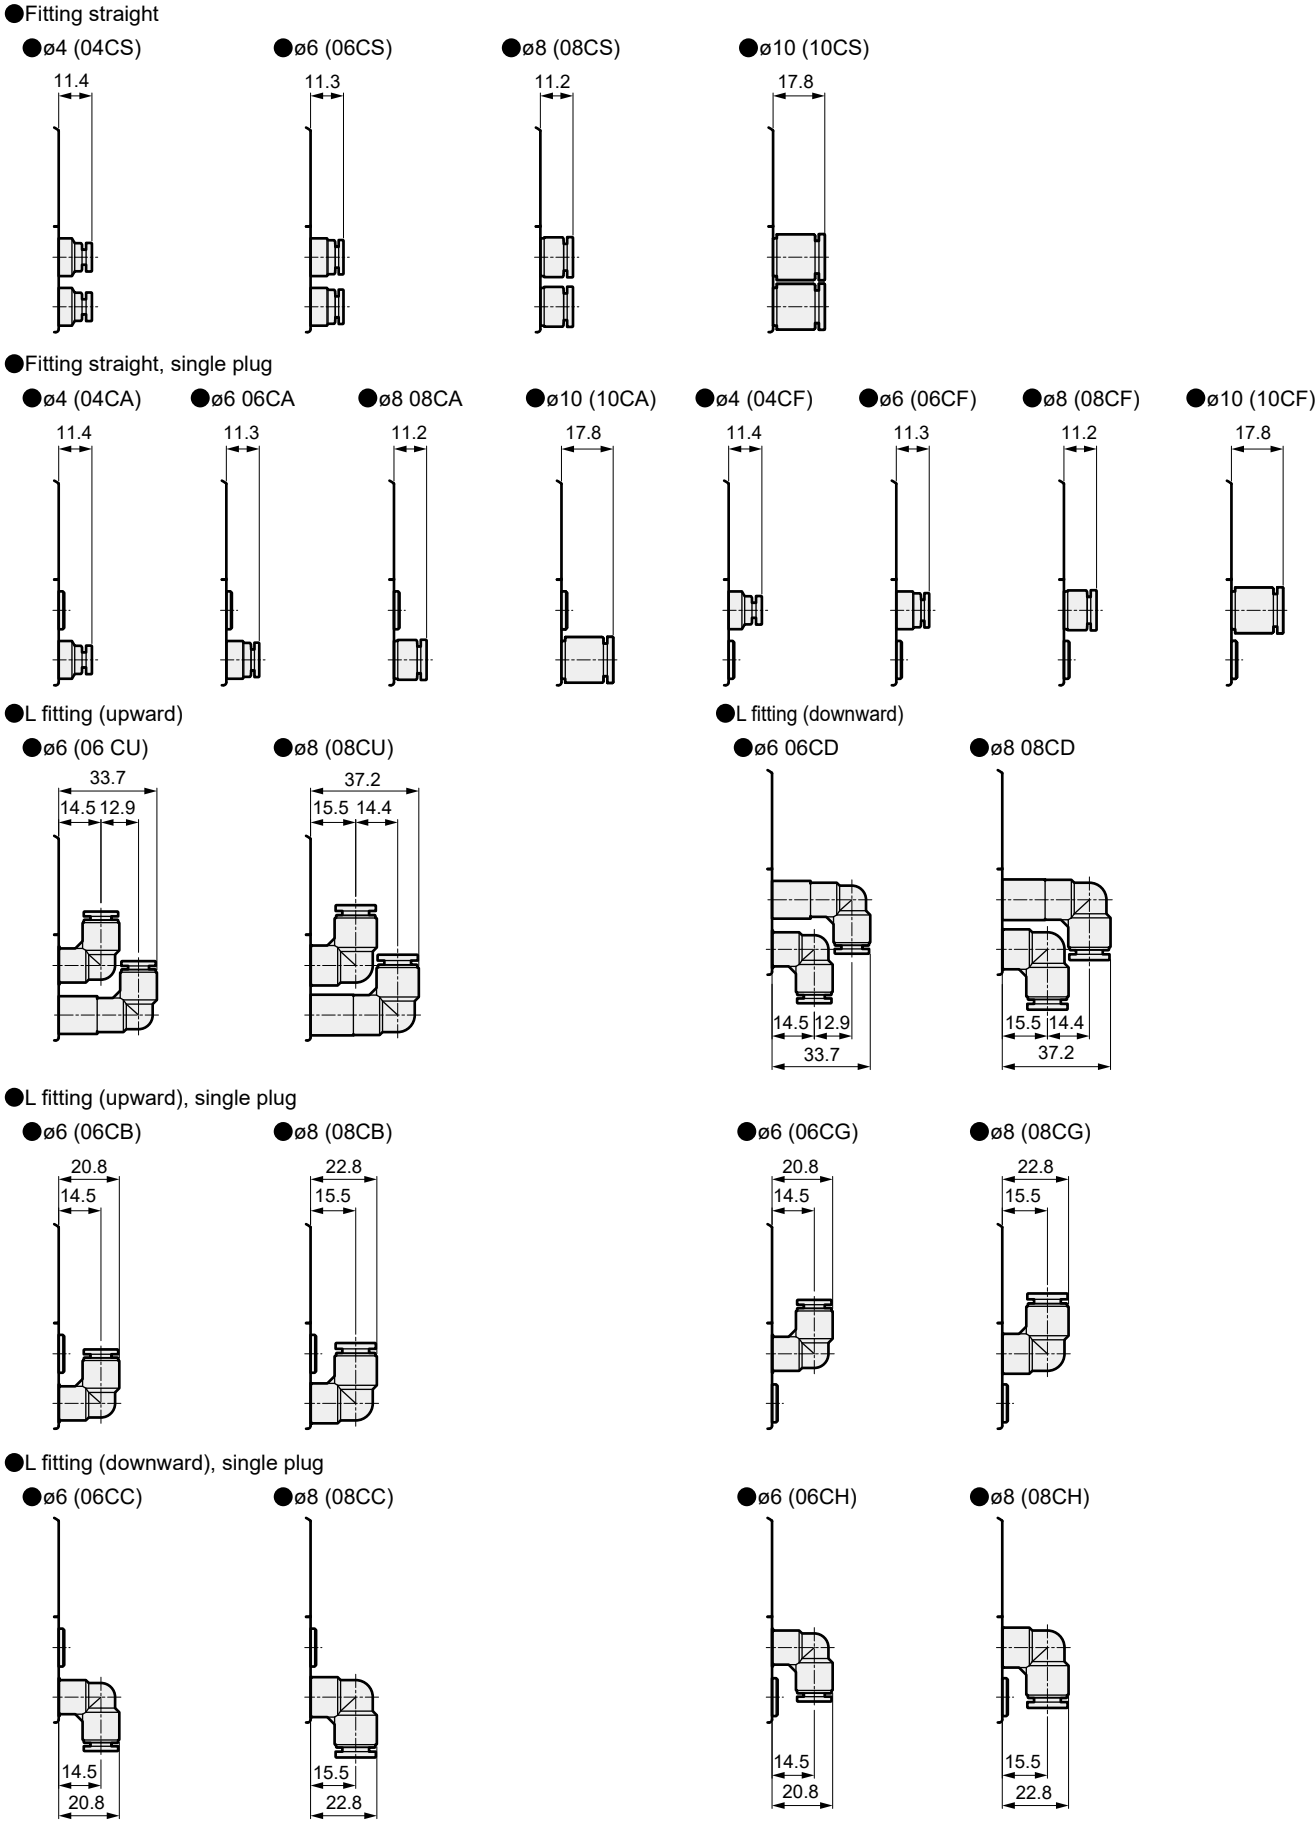 ●Fitting straight
●ø4 (04CS) ●ø6 (06CS) ●ø8 (08CS) ●ø10 (10CS)
11.4 11.3 11.2 17.8
●Fitting straight, single plug
●ø4 (04CA) ●ø6 06CA ●ø8 08CA ●ø10 (10CA) ●ø4 (04CF) ●ø6 (06CF) ●ø8 (08CF) ●ø10 (10CF)
11.4 11.3 11.2 17.8 11.4 11.3 11.2 17.8
●L fitting (upward) ●L fitting (downward)
●ø6 (06 CU) ●ø8 (08CU) ●ø6 06CD ●ø8 08CD
33.7 37.2
14.5 12.9 15.5 14.4
14.5 12.9 15.5 14.4
33.7 37.2
●L fitting (upward), single plug
●ø6 (06CB) ●ø8 (08CB) ●ø6 (06CG) ●ø8 (08CG)
20.8 22.8 20.8 22.8
14.5 15.5 14.5 15.5
●L fitting (downward), single plug
●ø6 (06CC) ●ø8 (08CC) ●ø6 (06CH) ●ø8 (08CH)
14.5 15.5 14.5 15.5
20.8 22.8 20.8 22.8